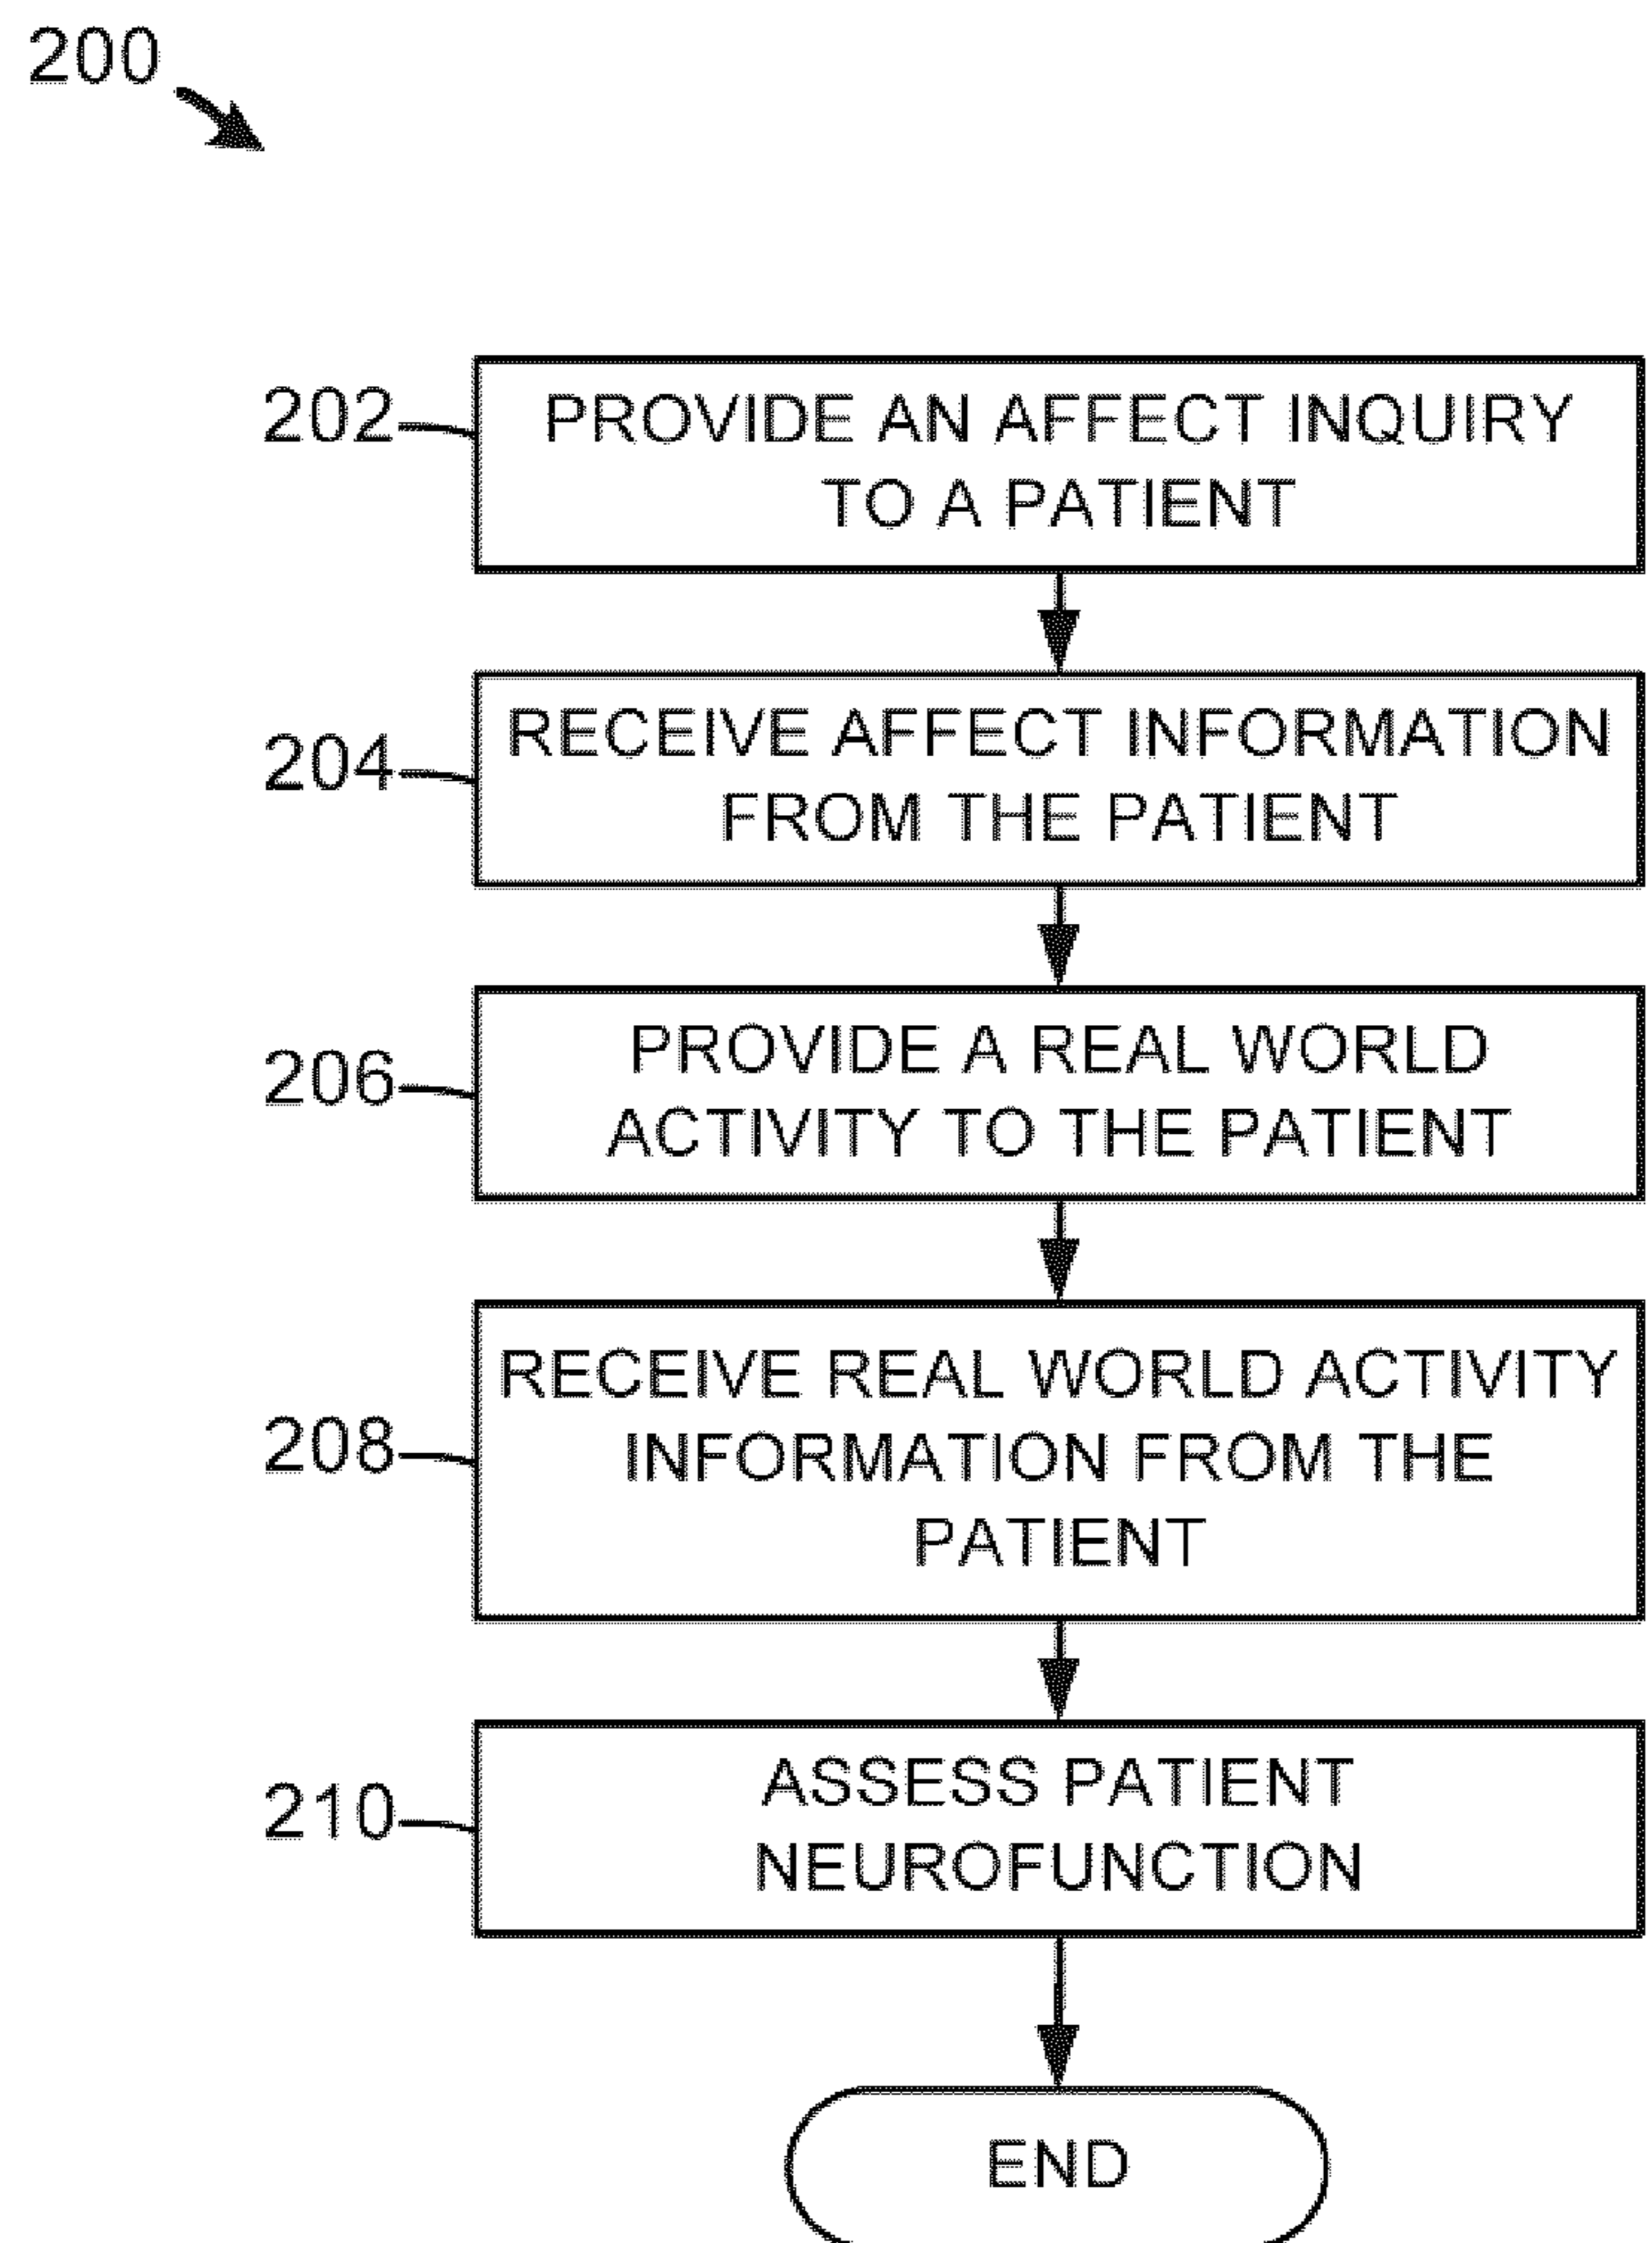 200
202
PROVIDE AN AFFECT INQUIRY
TO A PATIENT
204
RECEIVE AFFECT INFORMATION
FROM THE PATIENT
206
PROVIDE A REAL WORLD
ACTIVITY TO THE PATIENT
208
RECEIVE REAL WORLD ACTIVITY
INFORMATION FROM THE
PATIENT
210
ASSESS PATIENT
NEUROFUNCTION
END